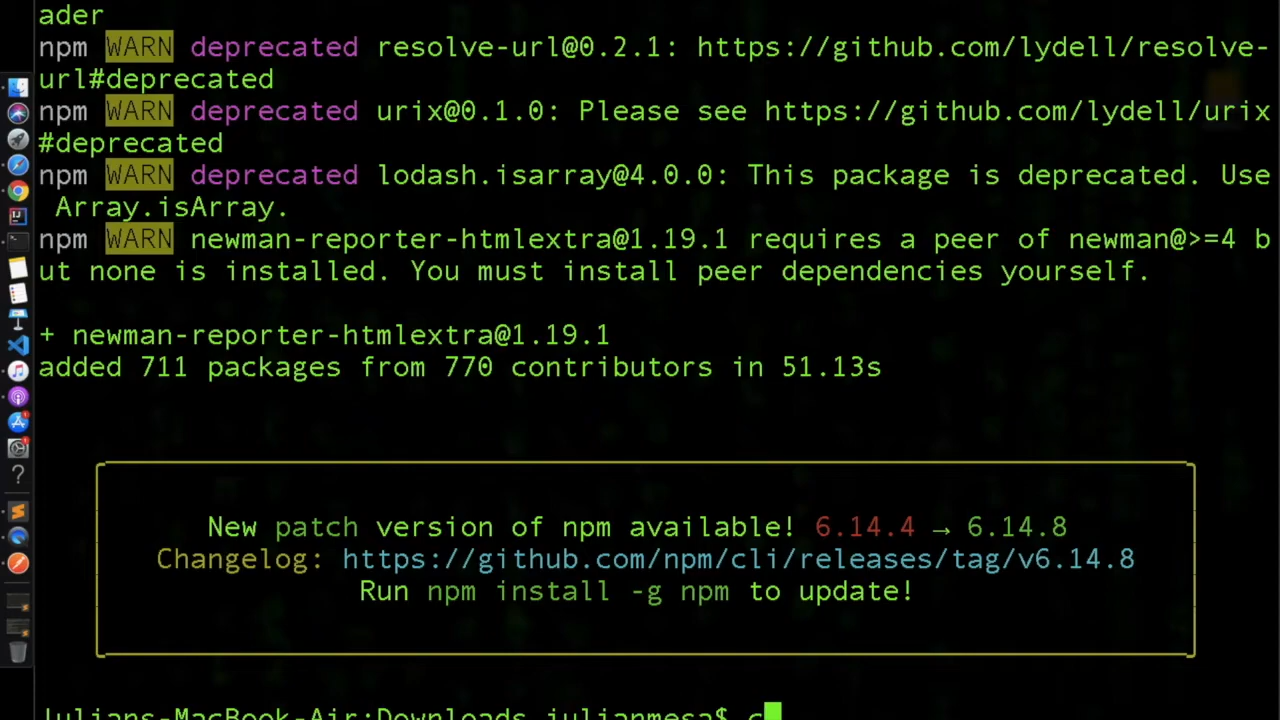 ader
npm WARN deprecated resolve-url@0.2.1: https://github.com/lydell/resolve-
url#deprecated
npm WARN deprecated urix@0.1.0: Please see https://github.com/lydell/urix
#deprecated
npm WARN deprecated lodash.isarray@4.0.0: This package is deprecated. Use
Array.isArray.
npm WARN newman-reporter-htmlextra@1.19.1 requires a peer of newman@>=4 b
ut none is installed. You must install peer dependencies yourself.
+ newman-reporter-htmlextra@1.19.1
added 711 packages from 770 contributors in 51.13s
New patch version of npm available! 6.14.4 → 6.14.8
Changelog: https://github.com/npm/cli/releases/tag/v6.14.8
Run npm install -g npm to update!
Julians-MacBook-Air:Downloads julianmesa$ c